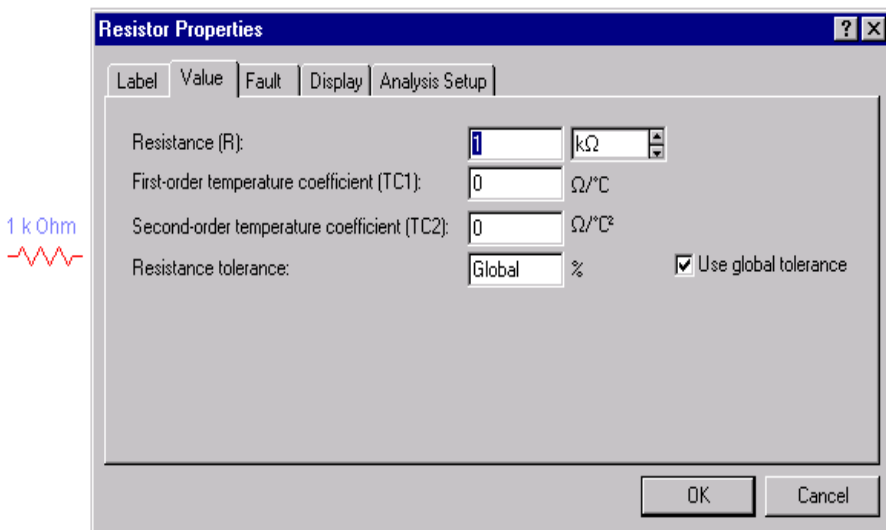 Resistor Properties
Label Value Fault Display Analysis Setup
Resistance (R): 1 kΩ
First-order temperature coefficient (TC1): 0 Ω/°C
1 k Ohm
Second-order temperature coefficient (TC2): 0 Ω/°C²
Resistance tolerance: Global % Use global tolerance
OK Cancel